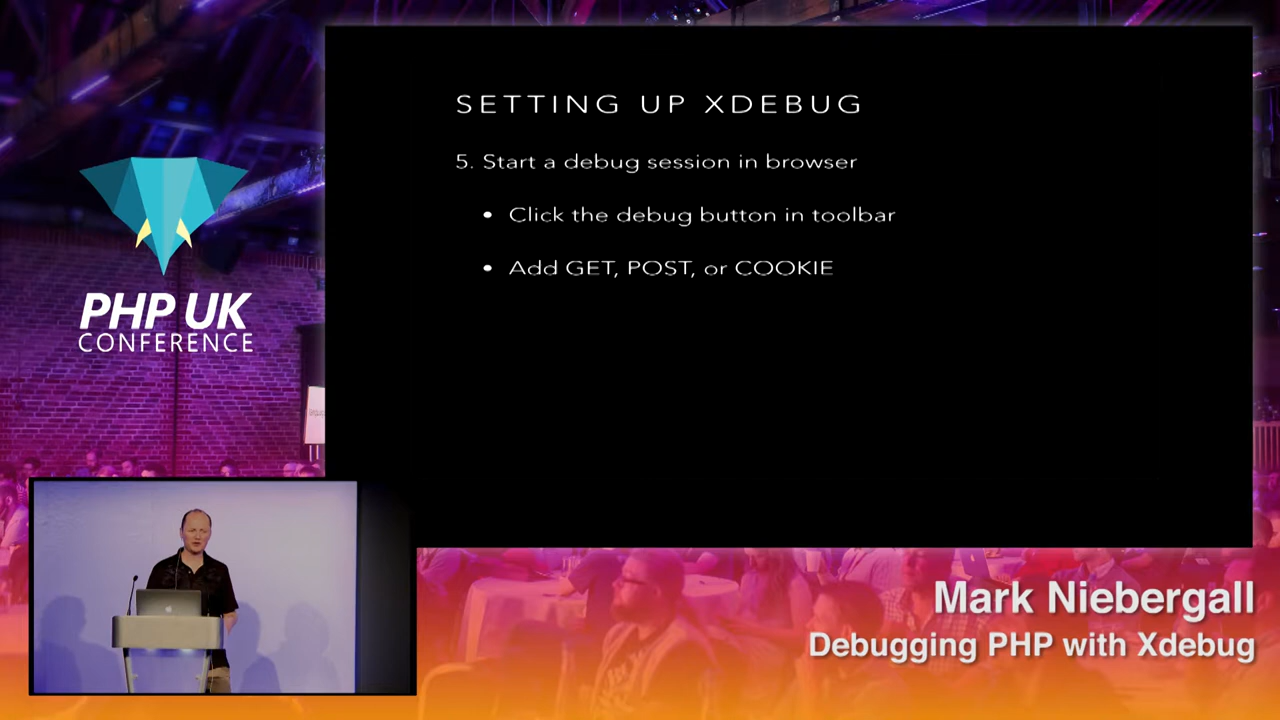 SETTING UP XDEBUG
5. Start a debug session in browser
• Click the debug button in toolbar
• Add GET, POST, or COOKIE
PHP UK
CONFERENCE
Mark Niebergall
Debugging PHP with Xdebug